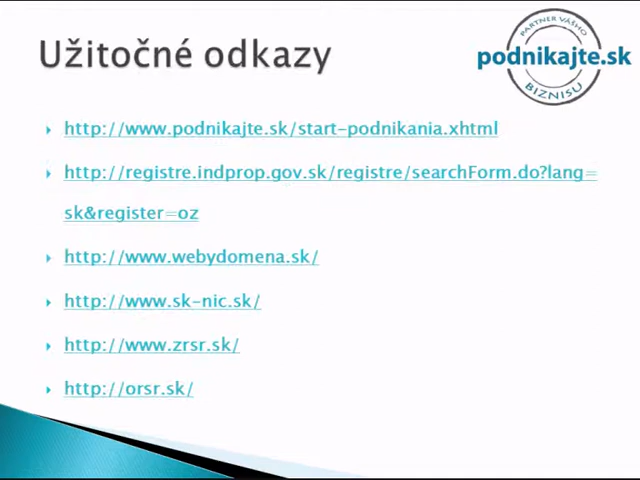 Užitočné odkazy
PARTNER VÁŠHO
podnikajte.sk
BIZNISU
http://www.podnikajte.sk/start-podnikania.xhtml
http://registre.indprop.gov.sk/registre/searchForm.do?lang=
sk&register=oz
http://www.webydomena.sk/
http://www.sk-nic.sk/
http://www.zrsr.sk/
http://orsr.sk/